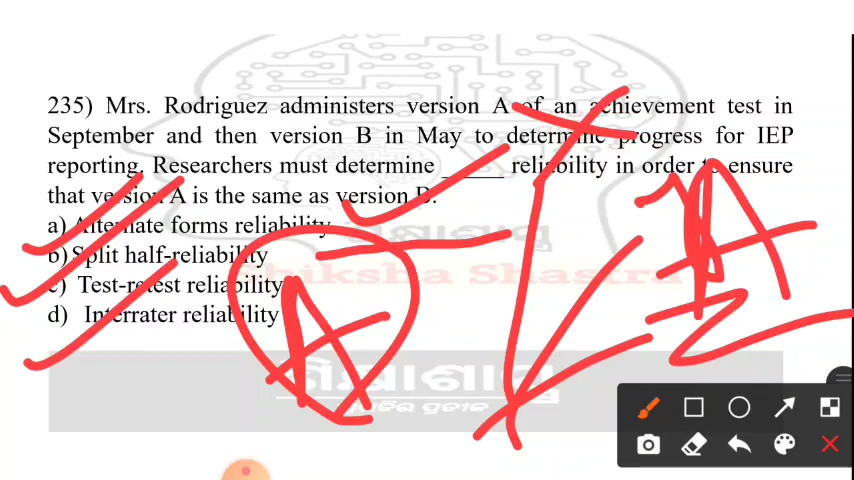 235) Mrs. Rodriguez administers version A of an achievement test in
September and then version B in May to determine progress for IEP
reporting. Researchers must determine _____ reliability in order to ensure
that version A is the same as version B.
a) Alternate forms reliability
b) Split half-reliability
c) Test-retest reliability
d) Interrater reliability
ଶିକ୍ଷା ଶାସ୍ତ୍ର
Shiksha Shastra
A
A
ଶିକ୍ଷାଶାସ୍ତ୍ର